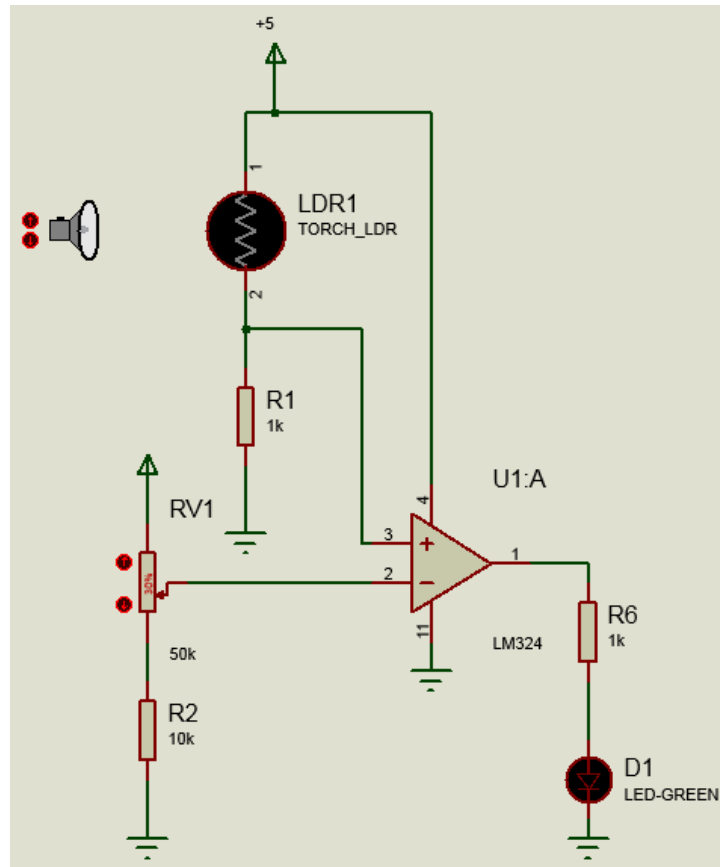 +5
1
LDR1
TORCH_LDR
2
R1
1k
U1:A
4
RV1
3
1
2
30%
R6
1k
11
LM324
50k
R2
10k
D1
LED-GREEN